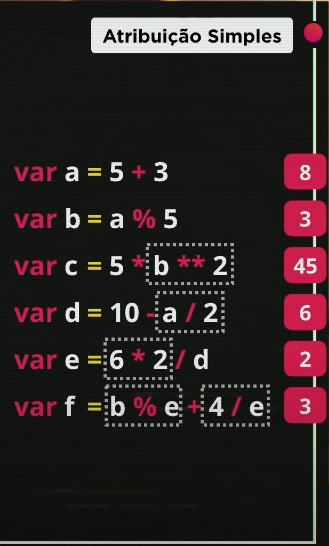 Atribuição Simples
var a = 5 + 3 8
var b = a % 5 3
var c = 5 * b ** 2 45
var d = 10 - a / 2 6
var e = 6 * 2 / d 2
var f = b % e + 4 / e 3